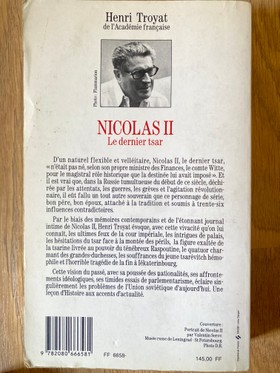 Henri Troyat
de l'Académie française
Photo : Flammarion
NICOLAS II
Le dernier tsar
D'un naturel flexible et velléitaire, Nicolas II, le dernier tsar,
« n'était pas né, selon son propre ministre des Finances, le comte Witte,
pour le magistral rôle historique que la destinée lui avait imposé ». Et
il est vrai que, dans la Russie tumultueuse du début de ce siècle, déchi-
rée par les attentats, les guerres, les grèves et l'agitation révolution-
naire, il eût fallu un tout autre souverain que ce personnage de série,
bon père, bon époux, attaché à la tradition et soumis à trente-six
influences contradictoires.
Par le biais des mémoires contemporains et de l'étonnant journal
intime de Nicolas II, Henri Troyat évoque, avec cette vivacité qu'on lui
connaît, les ultimes feux de la cour impériale, les intrigues de palais,
les hésitations du tsar face à la montée des périls, la figure exaltée de la
tsarine livrée au pouvoir du ténébreux Raspoutine, le quatuor char-
mant des grandes-duchesses, les souffrances du jeune tsarévitch hémo-
phile et l'horrible tragédie de la fin à Iékaterinbourg.
Cette vision du passé, avec sa poussée des nationalités, ses affronte-
ments idéologiques, ses timides essais de parlementarisme, éclaire sin-
gulièrement les problèmes de l'Union soviétique d'aujourd'hui. Une
leçon d'Histoire aux accents d'actualité.
Couverture :
Portrait de Nicolas II
par Valentin Serov.
Musée russe de Leningrad - St Petersbourg
Photo D.R.
9 782080 666581
FF 6658
145,00 FF